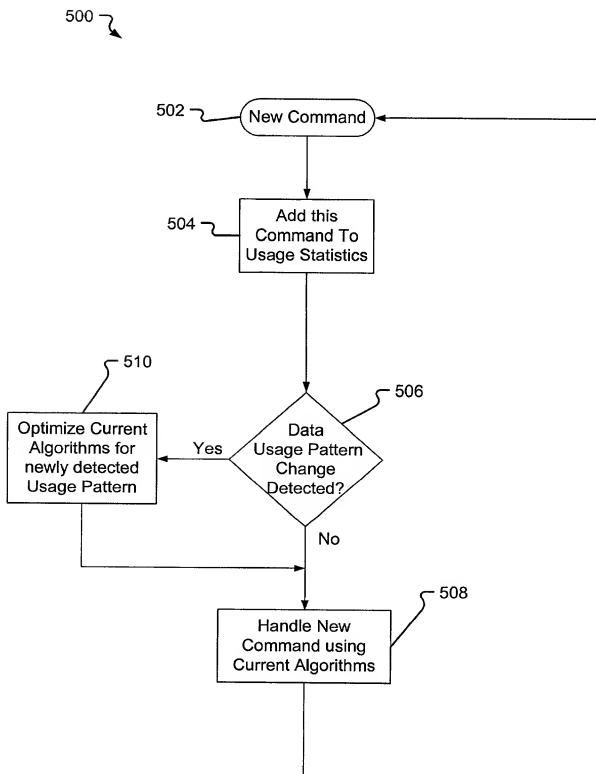 500
502
New Command
504
Add this
Command To
Usage Statistics
510
506
Optimize Current
Algorithms for
newly detected
Usage Pattern
Yes
Data
Usage Pattern
Change
Detected?
No
508
Handle New
Command using
Current Algorithms